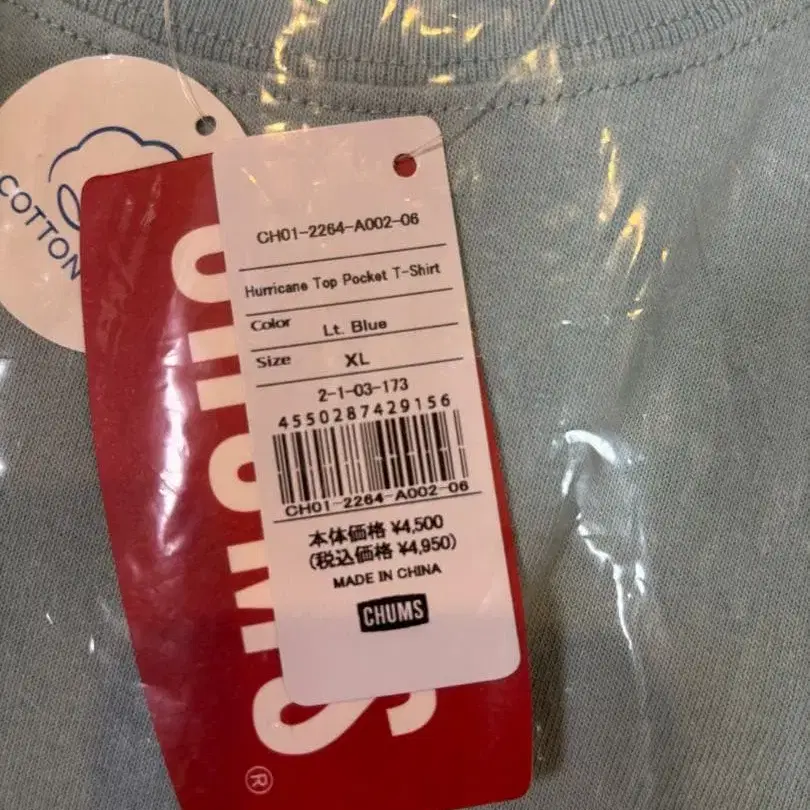 COTTON
CHUMS
®
CH01-2264-A002-06
Hurricane Top Pocket T-Shirt
Color Lt. Blue
Size XL
2-1-03-173
4550287429156
CH01-2264-A002-06
本体価格 ¥4,500
(税込価格 ¥4,950)
MADE IN CHINA
CHUMS